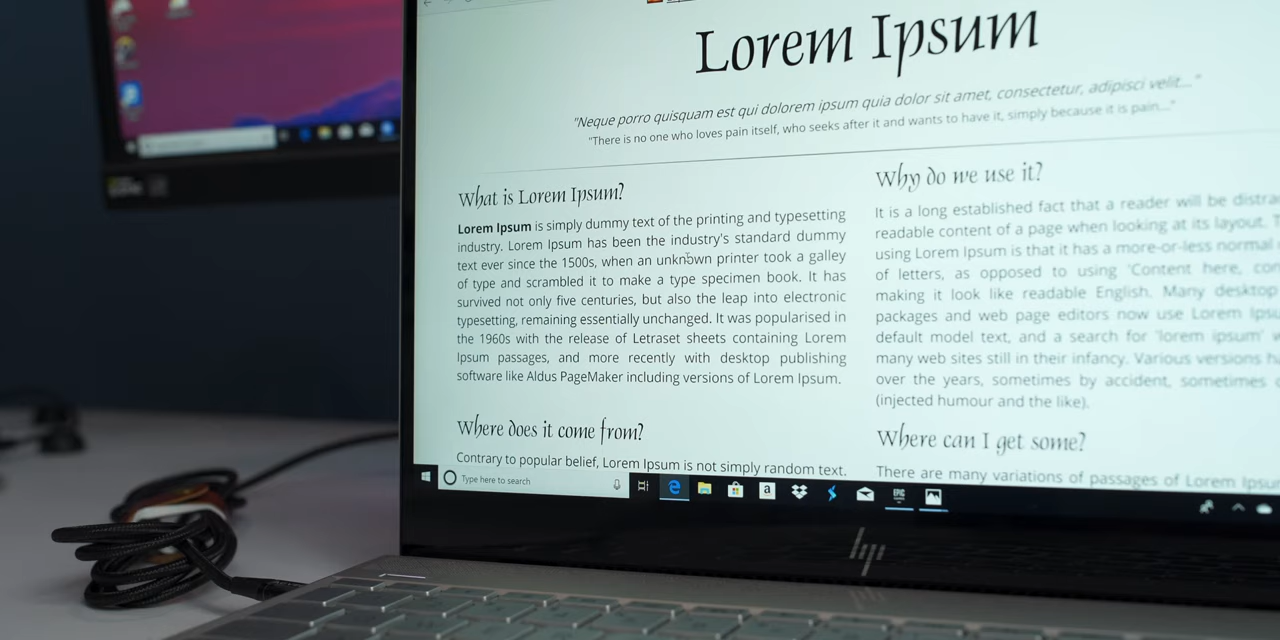 Lorem Ipsum
"Neque porro quisquam est qui dolorem ipsum quia dolor sit amet, consectetur, adipisci velit..."
"There is no one who loves pain itself, who seeks after it and wants to have it, simply because it is pain..."
What is Lorem Ipsum?
Lorem Ipsum is simply dummy text of the printing and typesetting
industry. Lorem Ipsum has been the industry's standard dummy
text ever since the 1500s, when an unknown printer took a galley
of type and scrambled it to make a type specimen book. It has
survived not only five centuries, but also the leap into electronic
typesetting, remaining essentially unchanged. It was popularised in
the 1960s with the release of Letraset sheets containing Lorem
Ipsum passages, and more recently with desktop publishing
software like Aldus PageMaker including versions of Lorem Ipsum.
Where does it come from?
Contrary to popular belief, Lorem Ipsum is not simply random text.
Why do we use it?
It is a long established fact that a reader will be distra
readable content of a page when looking at its layout. T
using Lorem Ipsum is that it has a more-or-less normal
of letters, as opposed to using 'Content here, con
making it look like readable English. Many desktop
packages and web page editors now use Lorem Ipsu
default model text, and a search for 'lorem ipsum' w
many web sites still in their infancy. Various versions h
over the years, sometimes by accident, sometimes
(injected humour and the like).
Where can I get some?
There are many variations of passages of Lorem Ipsu
Type here to search
a
EPIC
hp